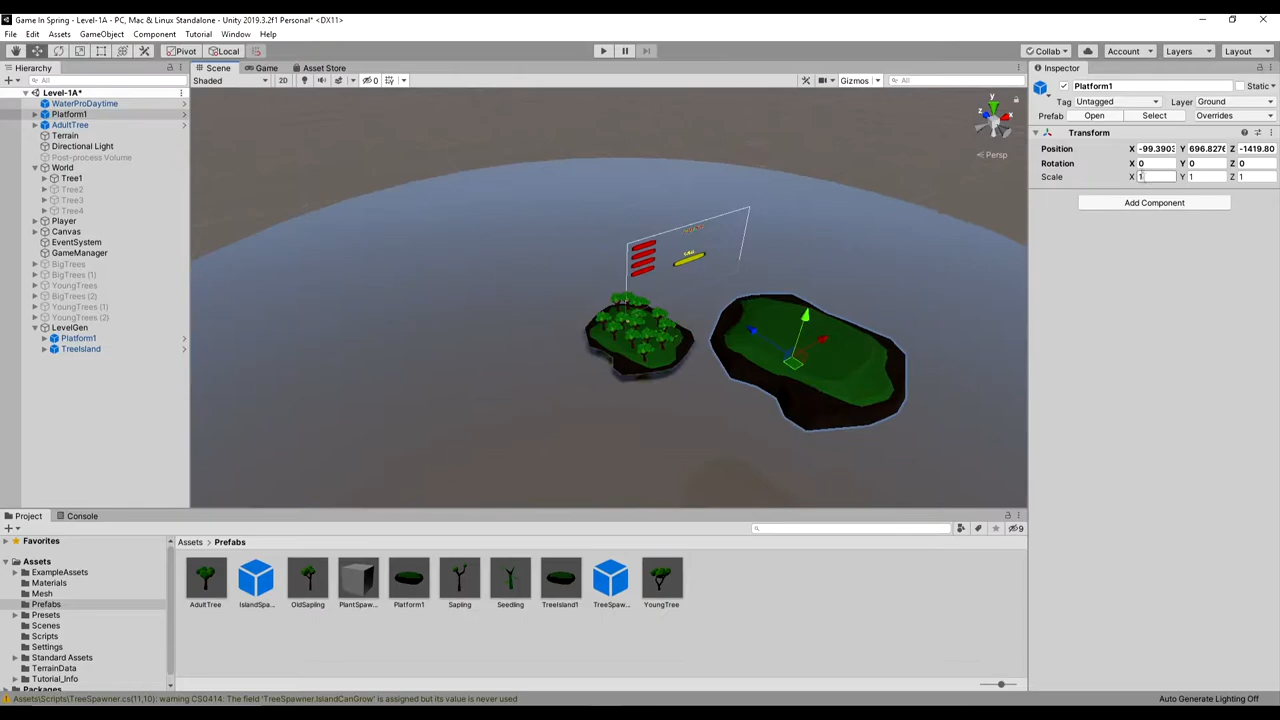 Game In Spring - Level-1A - PC, Mac & Linux Standalone - Unity 2019.3.2f1 Personal* <DX11>
File Edit Assets GameObject Component Tutorial Window Help
Pivot Local Collab Account Layers Layout
Hierarchy
All
Level-1A*
WaterProDaytime
Platform1
AdultTree
Terrain
Directional Light
Post-process Volume
World
Tree1
Tree2
Tree3
Tree4
Player
Canvas
EventSystem
GameManager
BigTrees
BigTrees (1)
YoungTrees
BigTrees (2)
YoungTrees (1)
YoungTrees (2)
LevelGen
Platform1
TreeIsland
Scene Game Asset Store
Shaded 2D 0 Gizmos All
y
x
z
Persp
Inspector
Platform1 Static
Tag Untagged Layer Ground
Prefab Open Select Overrides
Transform
Position X -99.3903 Y 696.8276 Z -1419.80
Rotation X 0 Y 0 Z 0
Scale X 1 Y 1 Z 1
Add Component
Project Console
9
Favorites
Assets
ExampleAssets
Materials
Mesh
Prefabs
Presets
Scenes
Scripts
Settings
Standard Assets
TerrainData
Tutorial_Info
Packages
Assets > Prefabs
AdultTree IslandSpa... OldSapling PlantSpaw... Platform1 Sapling Seedling TreeIsland1 TreeSpaw... YoungTree
Assets\Scripts\TreeSpawner.cs(11,10): warning CS0414: The field 'TreeSpawner.IslandCanGrow' is assigned but its value is never used
Auto Generate Lighting Off